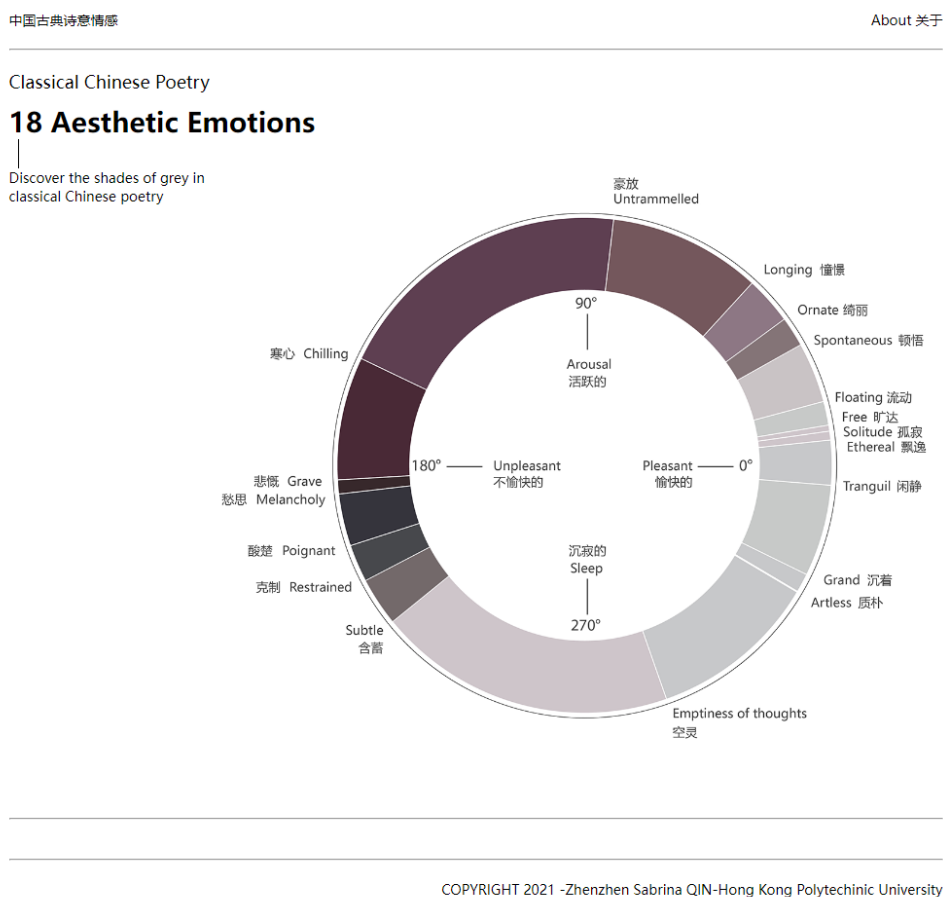 中国古典诗意情感
About 关于
Classical Chinese Poetry
18 Aesthetic Emotions
Discover the shades of grey in
classical Chinese poetry
豪放
Untrammelled
Longing 憧憬
Ornate 绮丽
Spontaneous 顿悟
Floating 流动
Free 旷达
Solitude 孤寂
Ethereal 飘逸
Tranguil 闲静
Grand 沉着
Artless 质朴
Emptiness of thoughts
空灵
Subtle
含蓄
克制 Restrained
酸楚 Poignant
愁思 Melancholy
悲慨 Grave
寒心 Chilling
90°
Arousal
活跃的
180°
Unpleasant
不愉快的
Pleasant
愉快的
0°
沉寂的
Sleep
270°
COPYRIGHT 2021 -Zhenzhen Sabrina QIN-Hong Kong Polytechinic University